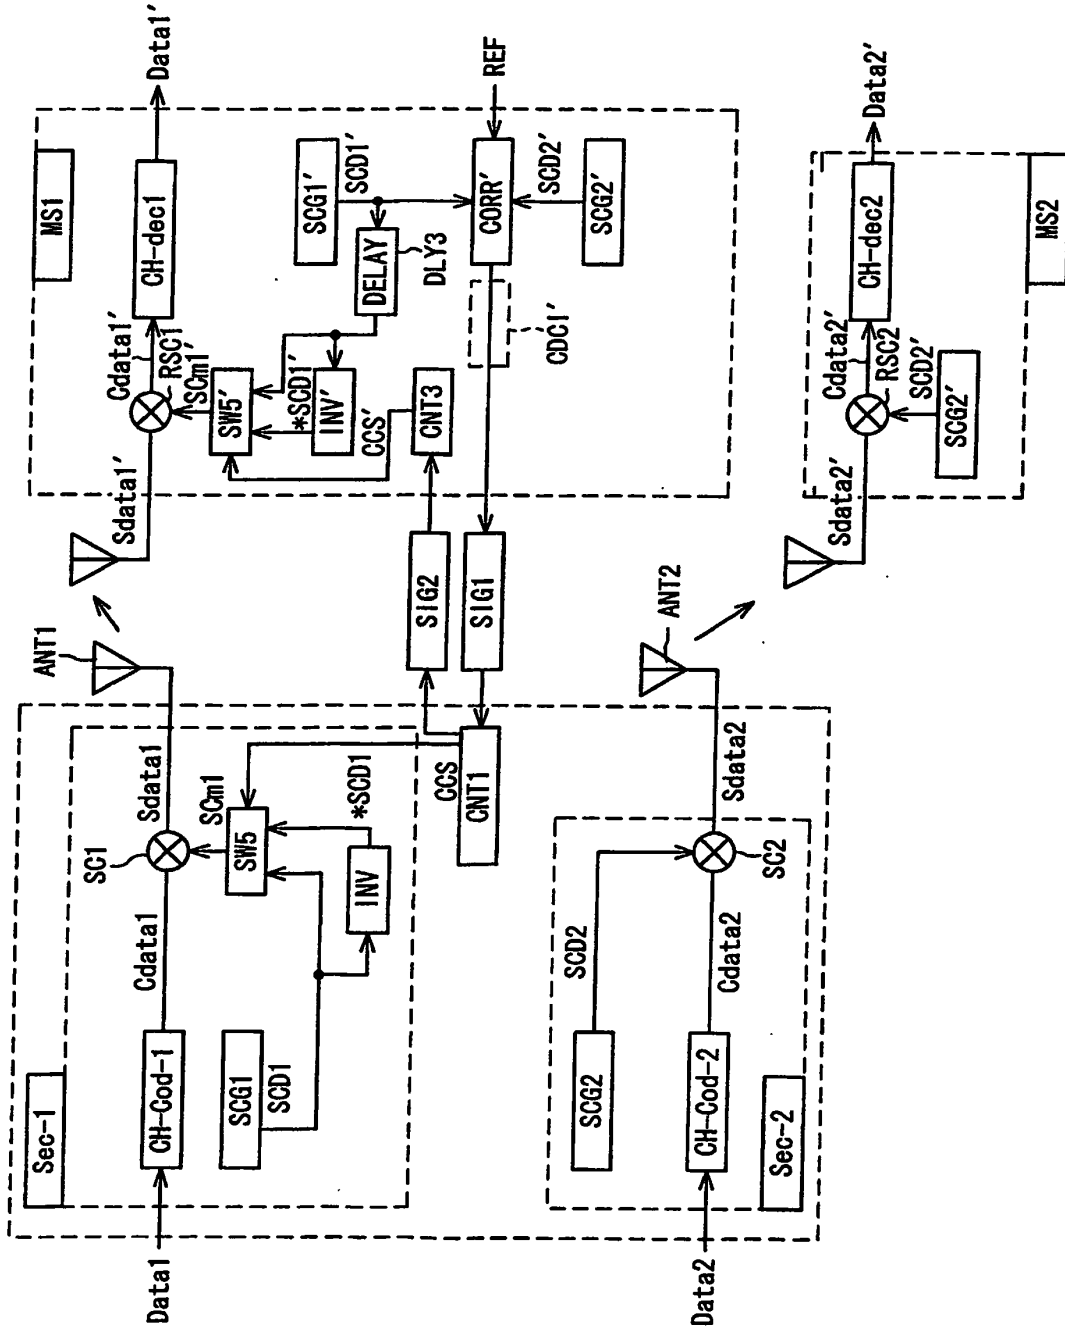 Sec-1
Data1
CH-Cod-1
Cdata1
SC1
Sdata1
ANT1
SCG1
SCD1
SCm1
SW5
INV
*SCD1
CCS
CNT1
SIG2
SIG1
Sec-2
Data2
CH-Cod-2
Cdata2
SCG2
SCD2
SC2
Sdata2
ANT2
MS1
Sdata1'
Cdata1'
RSC1
SCm1'
CH-dec1
Data1'
SW5'
*SCD1'
INV'
CCS'
CNT3
DELAY
DLY3
SCG1'
SCD1'
CORR'
REF
SCD2'
SCG2'
CDC1'
MS2
Sdata2'
Cdata2'
RSC2
SCD2'
SCG2'
CH-dec2
Data2'